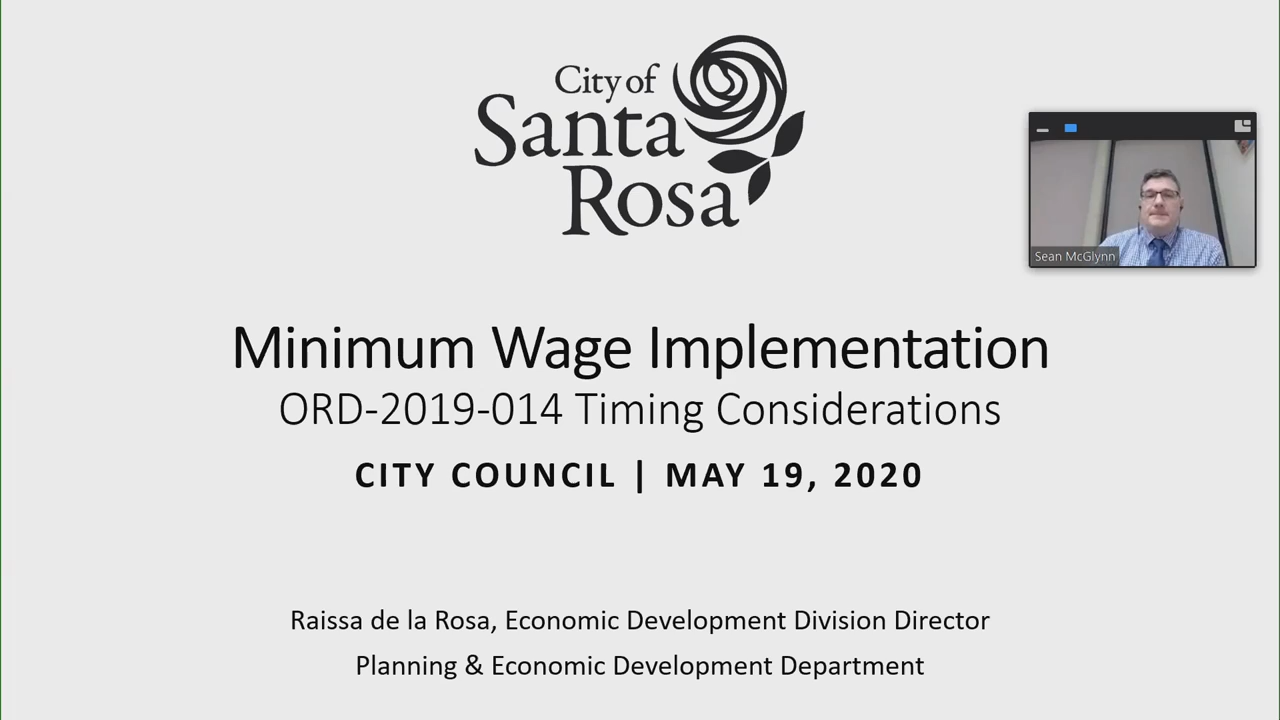 City of
Santa
Rosa
Sean McGlynn
Minimum Wage Implementation
ORD-2019-014 Timing Considerations
CITY COUNCIL | MAY 19, 2020
Raissa de la Rosa, Economic Development Division Director
Planning & Economic Development Department